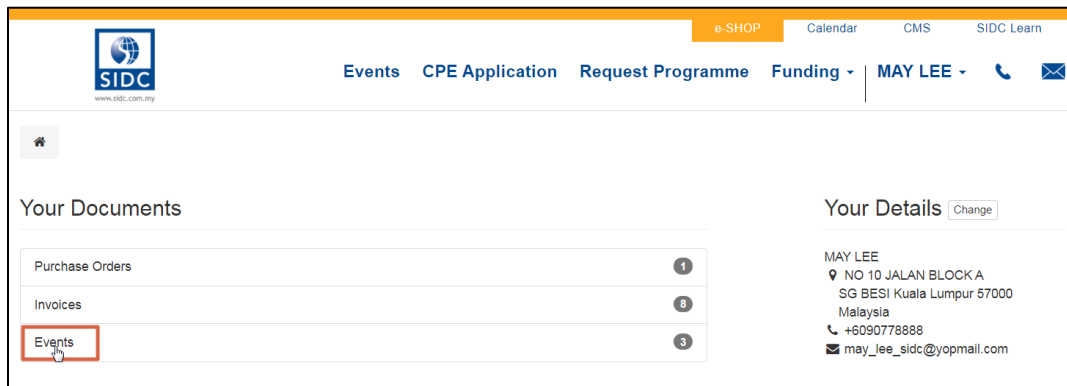 e-SHOP Calendar CMS SIDC Learn
SIDC
www.sidc.com.my
Events CPE Application Request Programme Funding MAY LEE
Your Documents
Purchase Orders 1
Invoices 8
Events 3
Your Details Change
MAY LEE
NO 10 JALAN BLOCK A
SG BESI Kuala Lumpur 57000
Malaysia
+6090778888
may_lee_sidc@yopmail.com